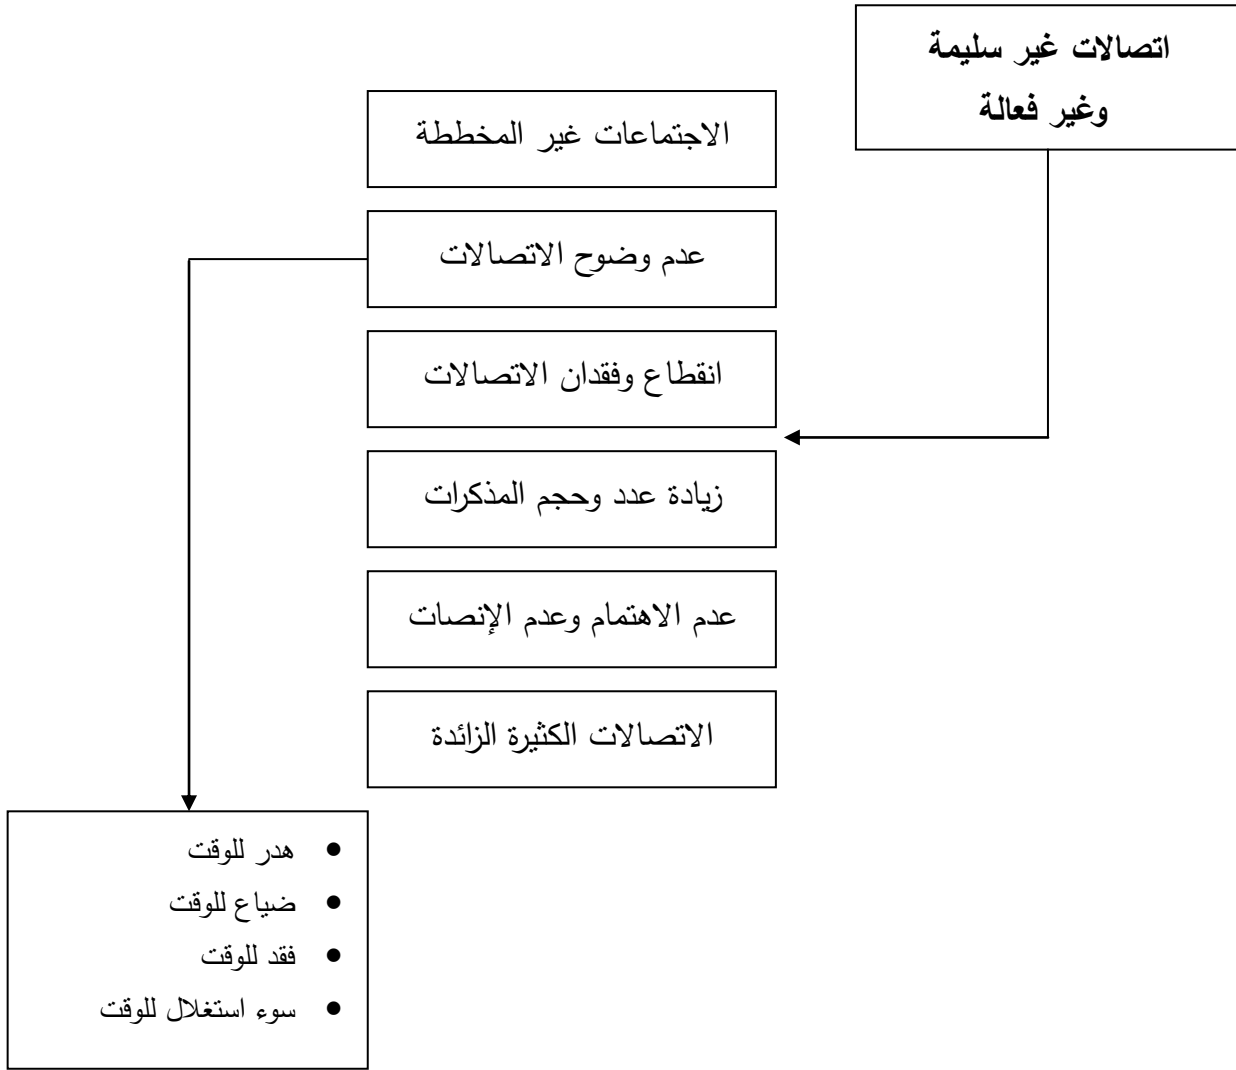 اتصالات غير سليمة
وغير فعالة
الاجتماعات غير المخططة
عدم وضوح الاتصالات
انقطاع وفقدان الاتصالات
زيادة عدد وحجم المذكرات
عدم الاهتمام وعدم الإنصات
الاتصالات الكثيرة الزائدة
• هدر للوقت
• ضياع للوقت
• فقد للوقت
• سوء استغلال للوقت